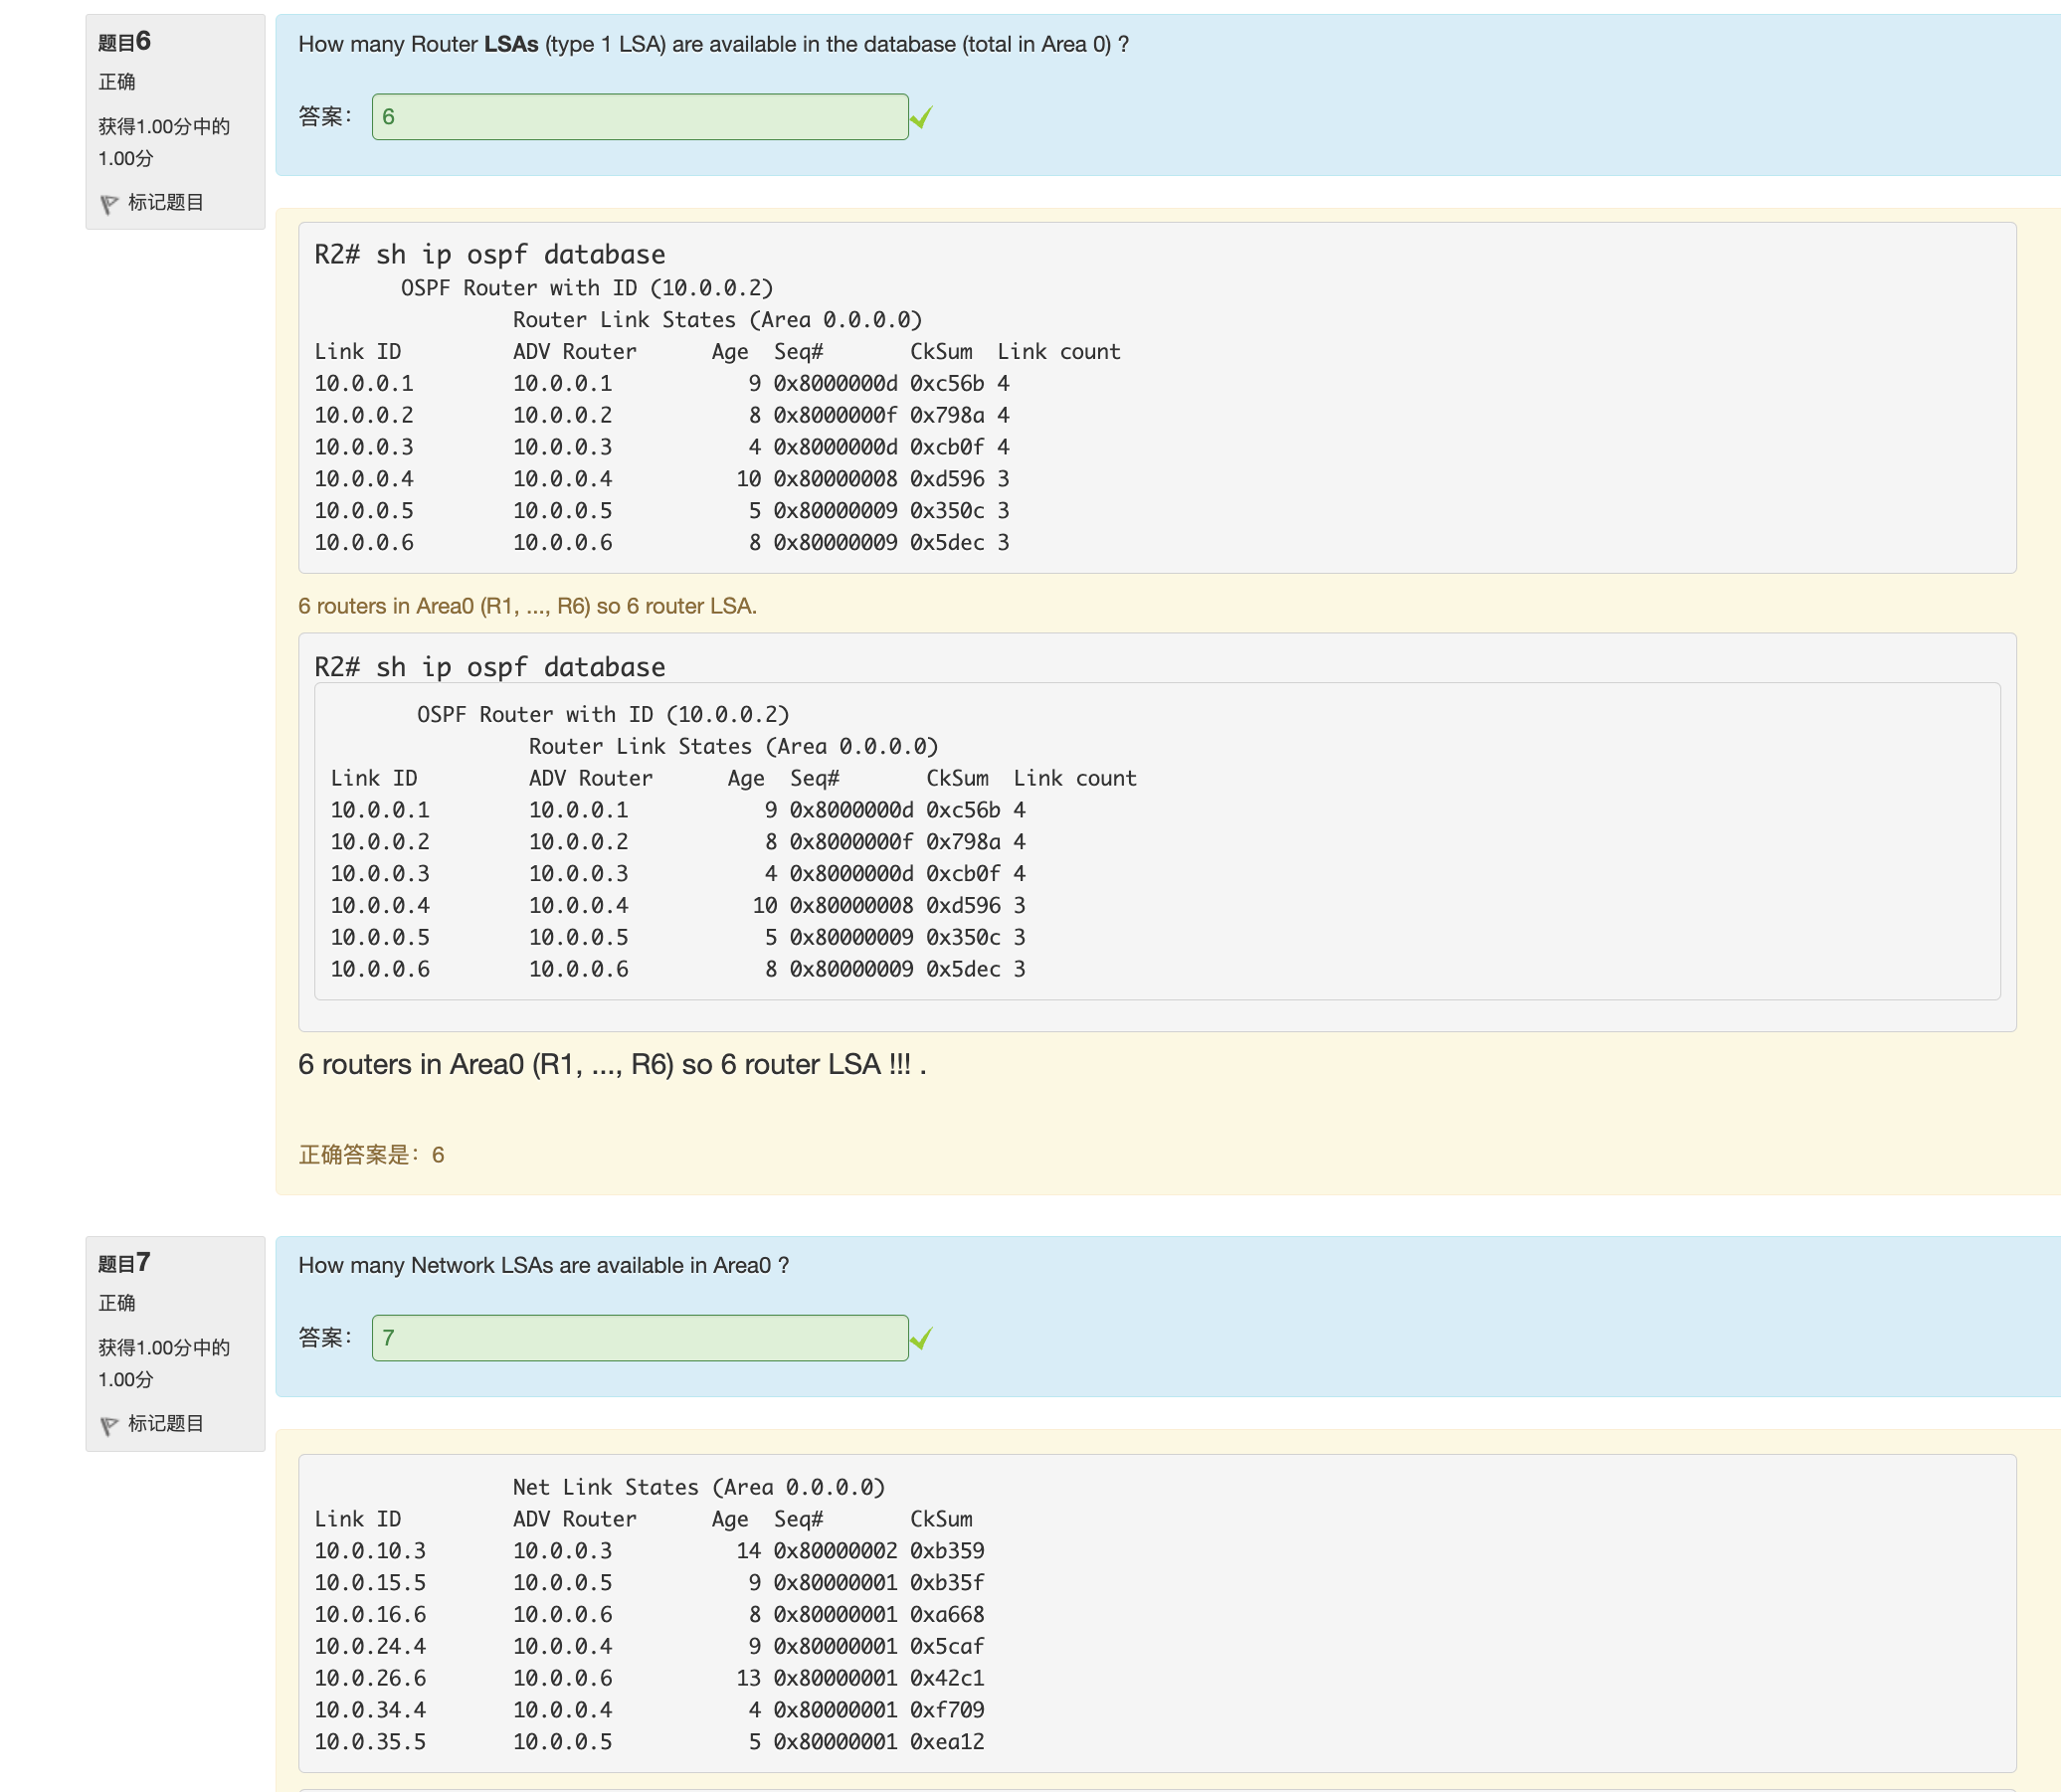 题目6
正确
获得1.00分中的
1.00分
标记题目
How many Router LSAs (type 1 LSA) are available in the database (total in Area 0) ?
答案： 6
R2# sh ip ospf database
OSPF Router with ID (10.0.0.2)
Router Link States (Area 0.0.0.0)
Link ID ADV Router Age Seq# CkSum Link count
10.0.0.1 10.0.0.1 9 0x8000000d 0xc56b 4
10.0.0.2 10.0.0.2 8 0x8000000f 0x798a 4
10.0.0.3 10.0.0.3 4 0x8000000d 0xcb0f 4
10.0.0.4 10.0.0.4 10 0x80000008 0xd596 3
10.0.0.5 10.0.0.5 5 0x80000009 0x350c 3
10.0.0.6 10.0.0.6 8 0x80000009 0x5dec 3
6 routers in Area0 (R1, ..., R6) so 6 router LSA.
R2# sh ip ospf database
OSPF Router with ID (10.0.0.2)
Router Link States (Area 0.0.0.0)
Link ID ADV Router Age Seq# CkSum Link count
10.0.0.1 10.0.0.1 9 0x8000000d 0xc56b 4
10.0.0.2 10.0.0.2 8 0x8000000f 0x798a 4
10.0.0.3 10.0.0.3 4 0x8000000d 0xcb0f 4
10.0.0.4 10.0.0.4 10 0x80000008 0xd596 3
10.0.0.5 10.0.0.5 5 0x80000009 0x350c 3
10.0.0.6 10.0.0.6 8 0x80000009 0x5dec 3
6 routers in Area0 (R1, ..., R6) so 6 router LSA !!! .
正确答案是：6
题目7
正确
获得1.00分中的
1.00分
标记题目
How many Network LSAs are available in Area0 ?
答案： 7
Net Link States (Area 0.0.0.0)
Link ID ADV Router Age Seq# CkSum
10.0.10.3 10.0.0.3 14 0x80000002 0xb359
10.0.15.5 10.0.0.5 9 0x80000001 0xb35f
10.0.16.6 10.0.0.6 8 0x80000001 0xa668
10.0.24.4 10.0.0.4 9 0x80000001 0x5caf
10.0.26.6 10.0.0.6 13 0x80000001 0x42c1
10.0.34.4 10.0.0.4 4 0x80000001 0xf709
10.0.35.5 10.0.0.5 5 0x80000001 0xea12